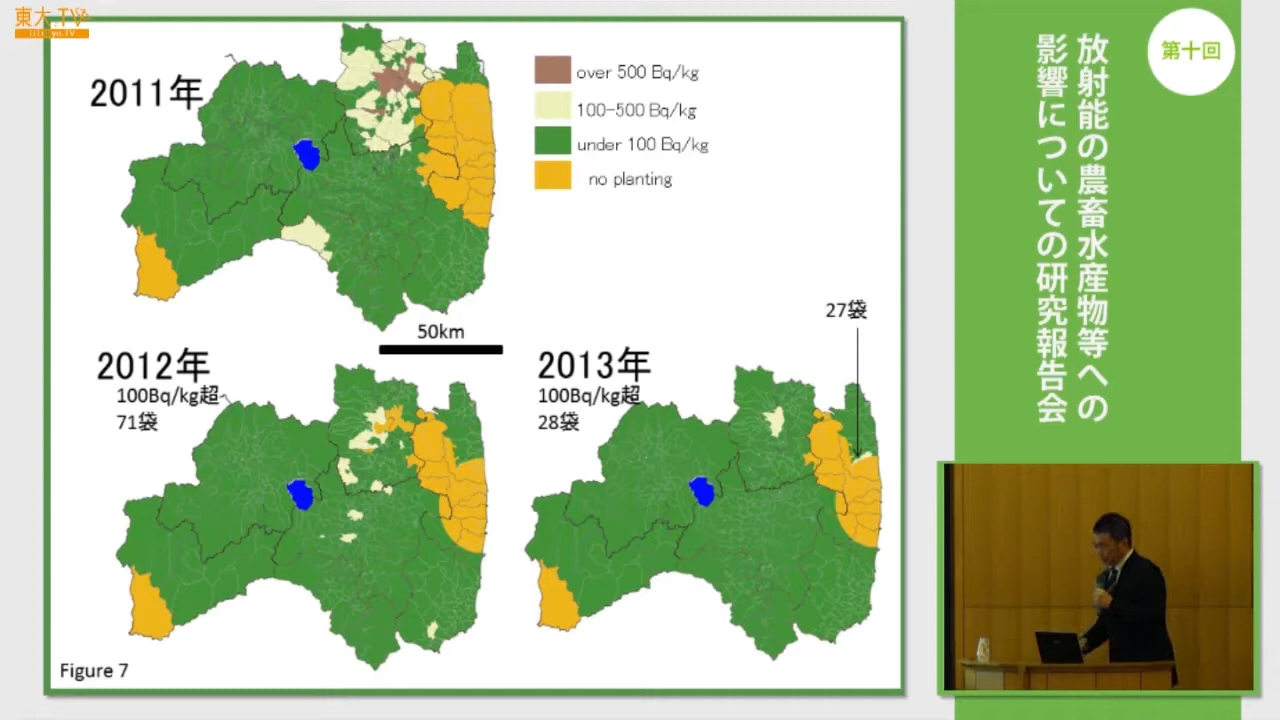 東大TV
2011年
over 500 Bq/kg
100-500 Bq/kg
under 100 Bq/kg
no planting
50km
2012年
100Bq/kg超
71袋
2013年
100Bq/kg超
28袋
27袋
Figure 7
第十回
放射能の農畜水産物等への
影響についての研究報告会